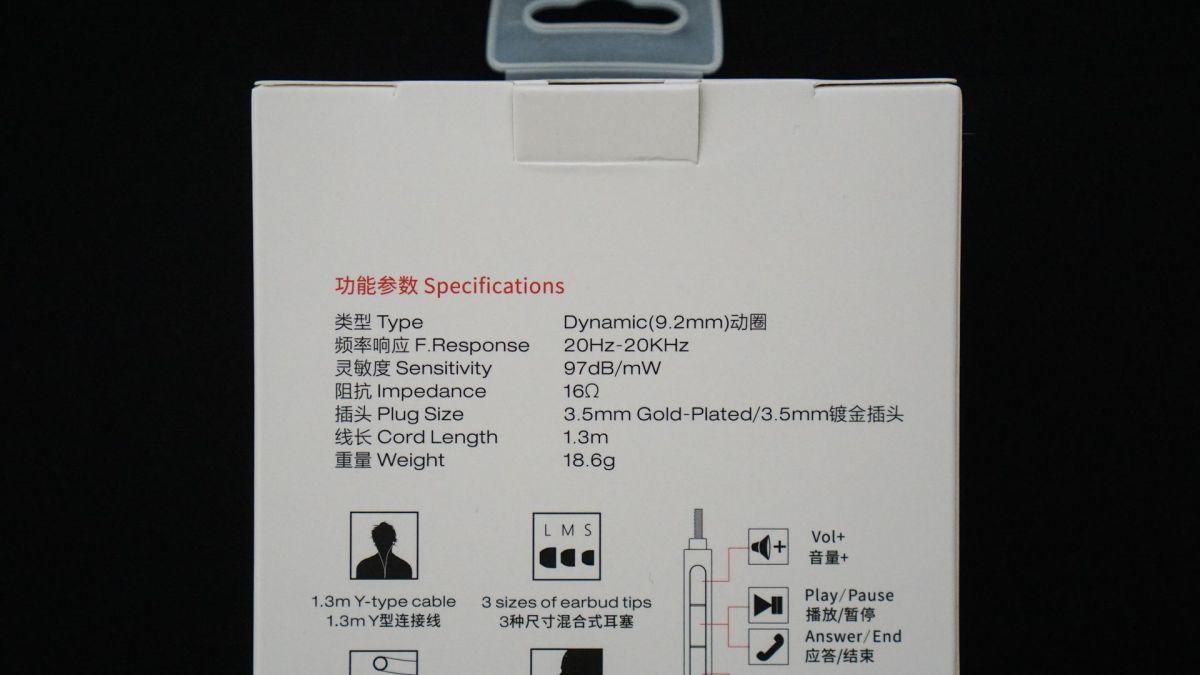 功能参数 Specifications
类型 Type Dynamic(9.2mm)动圈
频率响应 F.Response 20Hz-20KHz
灵敏度 Sensitivity 97dB/mW
阻抗 Impedance 16Ω
插头 Plug Size 3.5mm Gold-Plated/3.5mm镀金插头
线长 Cord Length 1.3m
重量 Weight 18.6g
L M S
1.3m Y-type cable
1.3m Y型连接线
3 sizes of earbud tips
3种尺寸混合式耳塞
Vol+
音量+
Play/Pause
播放/暂停
Answer/End
应答/结束